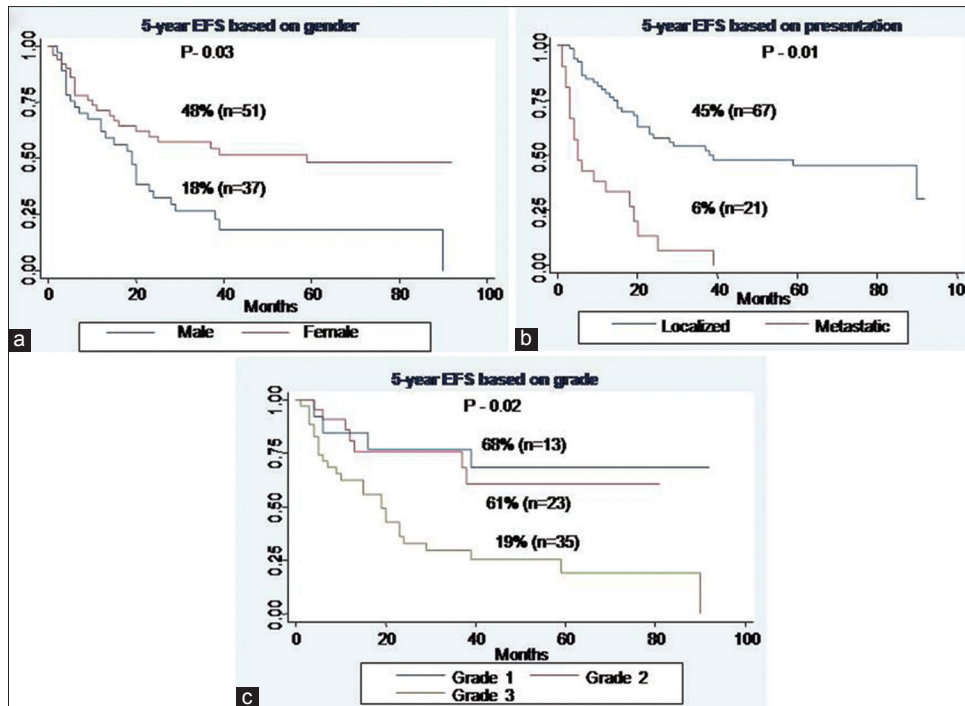 5-year EFS based on gender
P - 0.03
1.00
0.75
0.50
0.25
0.00
48% (n=51)
18% (n=37)
0 20 40 60 80 100
Months
Male Female
a
5-year EFS based on presentation
P - 0.01
1.00
0.75
0.50
0.25
0.00
45% (n=67)
6% (n=21)
0 20 40 60 80 100
Months
Localized Metastatic
b
5-year EFS based on grade
P - 0.02
1.00
0.75
0.50
0.25
0.00
68% (n=13)
61% (n=23)
19% (n=35)
0 20 40 60 80 100
Months
Grade 1 Grade 2
Grade 3
c